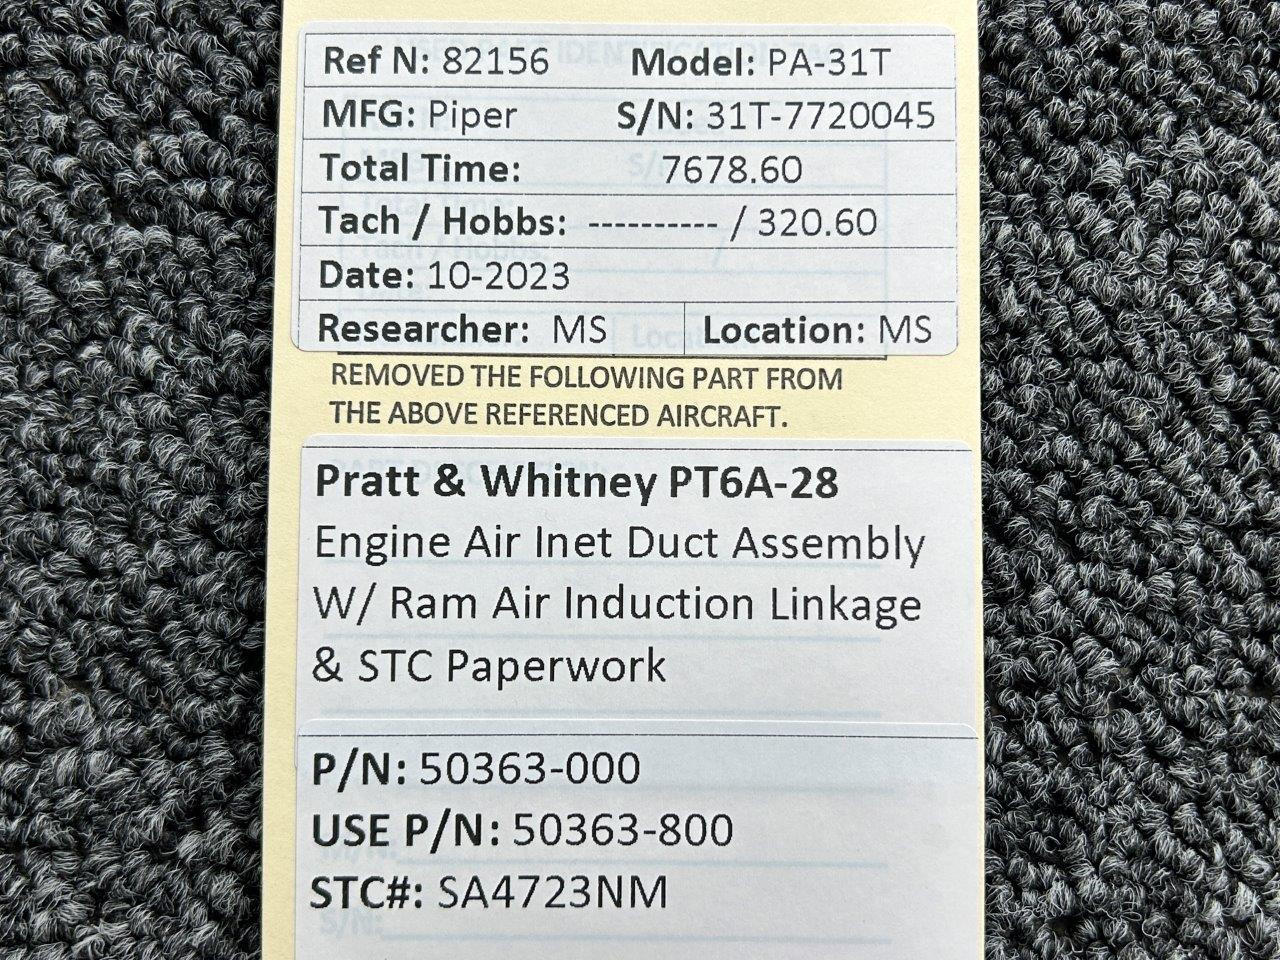 Ref N: 82156 Model: PA-31T
MFG: Piper S/N: 31T-7720045
Total Time: 7678.60
Tach / Hobbs: ---------- / 320.60
Date: 10-2023
Researcher: MS Location: MS
REMOVED THE FOLLOWING PART FROM
THE ABOVE REFERENCED AIRCRAFT.
Pratt & Whitney PT6A-28
Engine Air Inet Duct Assembly
W/ Ram Air Induction Linkage
& STC Paperwork
P/N: 50363-000
USE P/N: 50363-800
STC#: SA4723NM
S/N: